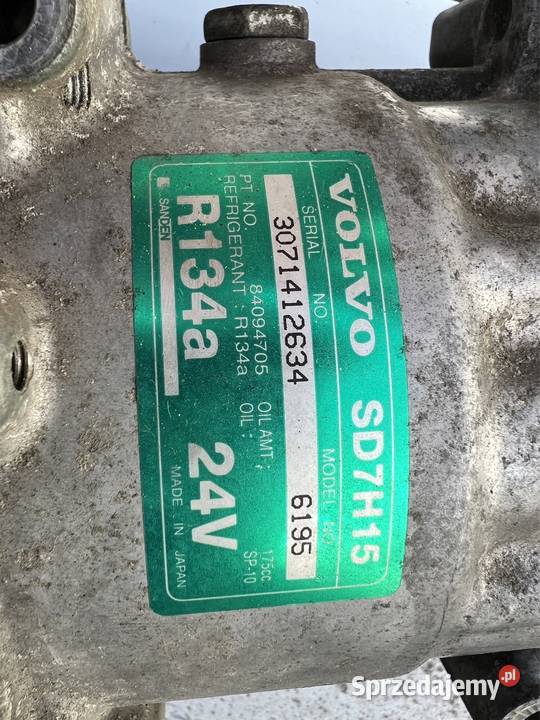 VOLVO SD7H15
SERIAL NO. MODEL NO.
3071412634 6195
PT NO. 84094705 OIL AMT; 175cc
REFRIGERANT : R134a OIL : SP-10
R134a 24V
SANDEN MADE IN JAPAN
Sprzedajemy.pl